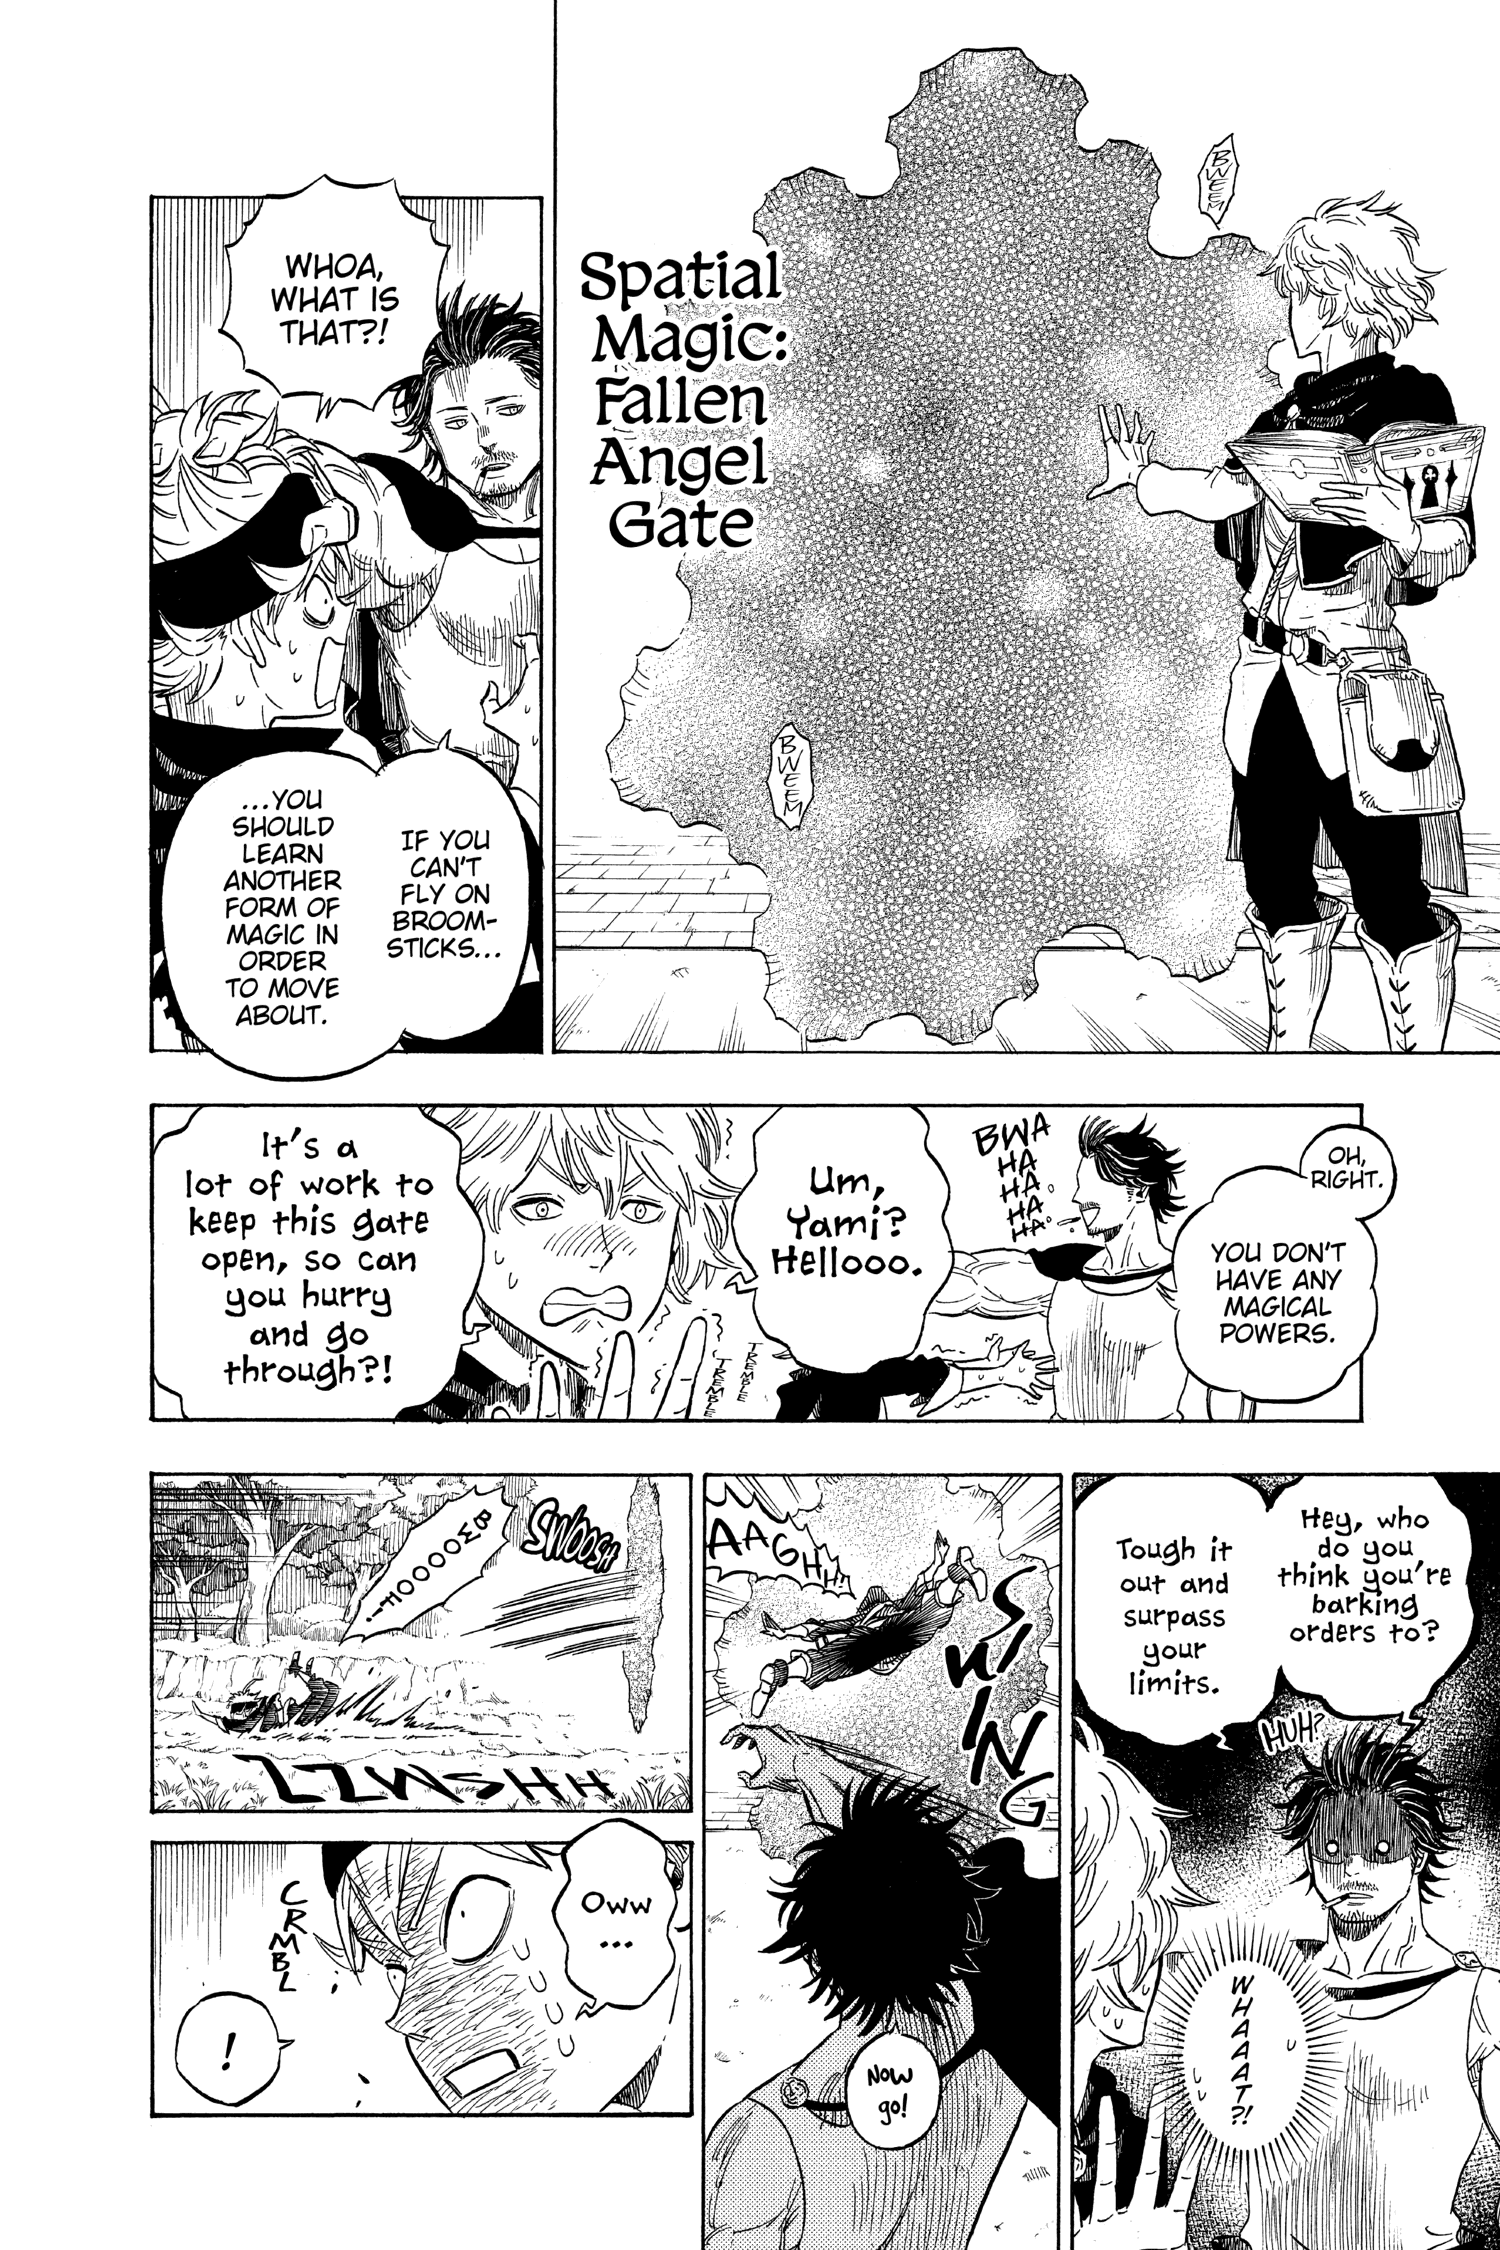 BWEEM
Spatial
Magic:
Fallen
Angel
Gate
BWEEM
WHOA,
WHAT IS
THAT?!
IF YOU
CAN'T
FLY ON
BROOM-
STICKS...
...YOU
SHOULD
LEARN
ANOTHER
FORM OF
MAGIC IN
ORDER
TO MOVE
ABOUT.
OH,
RIGHT.
YOU DON'T
HAVE ANY
MAGICAL
POWERS.
BWA
HA
HA
HA
HA
Um,
Yami?
Hellooo.
TREMBLE
TREMBLE
TREMBLE
It's a
lot of work to
keep this gate
open, so can
you hurry
and go
through?!
Hey, who
do you
think you're
barking
orders to?
Tough it
out and
surpass
your
limits.
HUH?
WHAAAT?!
AAAGHH!
SWING
Now
go!
SWOOSH
BWOOOOF!
ZZWSHH
Oww
...
CRMBL
!